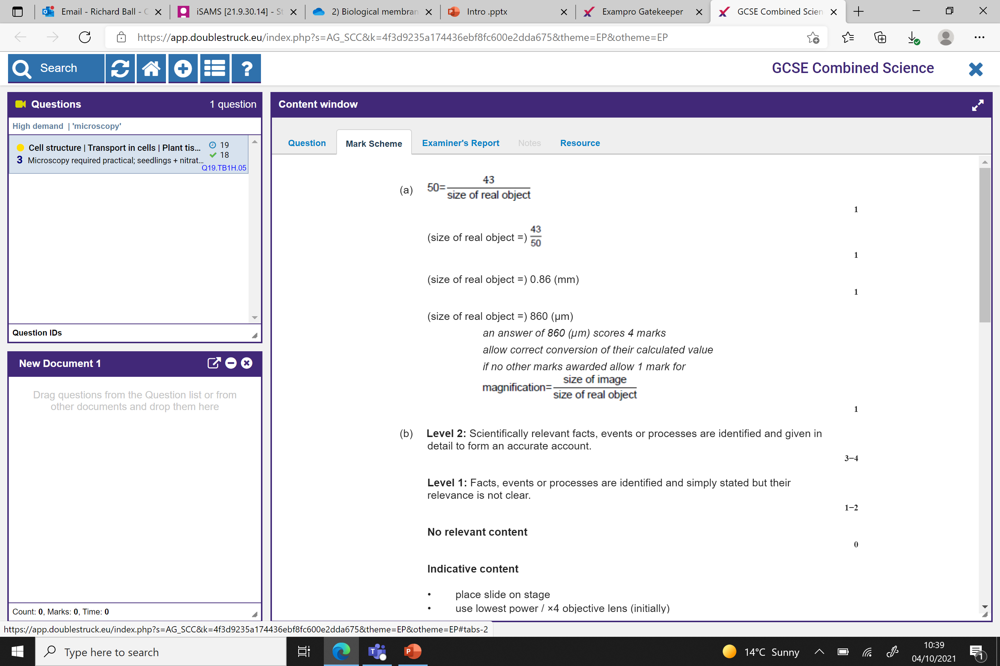 Email - Richard Ball - C
iSAMS [21.9.30.14] - St
2) Biological membran
Intro .pptx
Exampro Gatekeeper
GCSE Combined Scien
https://app.doublestruck.eu/index.php?s=AG_SCC&k=4f3d9235a174436ebf8fc600e2dda675&theme=EP&otheme=EP
Search
?
GCSE Combined Science
Questions 1 question
High demand | 'microscopy'
Cell structure | Transport in cells | Plant tis... 19
3 Microscopy required practical; seedlings + nitrat... 18
Q19.TB1H.05
Question IDs
New Document 1
Drag questions from the Question list or from
other documents and drop them here
Count: 0, Marks: 0, Time: 0
Content window
Question Mark Scheme Examiner's Report Notes Resource
(a) 50= 43
size of real object
1
(size of real object =) 43
50
1
(size of real object =) 0.86 (mm)
1
(size of real object =) 860 (µm)
an answer of 860 (µm) scores 4 marks
allow correct conversion of their calculated value
if no other marks awarded allow 1 mark for
magnification= size of image
size of real object
1
(b) Level 2: Scientifically relevant facts, events or processes are identified and given in
detail to form an accurate account.
3–4
Level 1: Facts, events or processes are identified and simply stated but their
relevance is not clear.
1–2
No relevant content
0
Indicative content
• place slide on stage
• use lowest power / ×4 objective lens (initially)
https://app.doublestruck.eu/index.php?s=AG_SCC&k=4f3d9235a174436ebf8fc600e2dda675&theme=EP&otheme=EP#tabs-2
Type here to search
14°C Sunny
10:39
04/10/2021
1